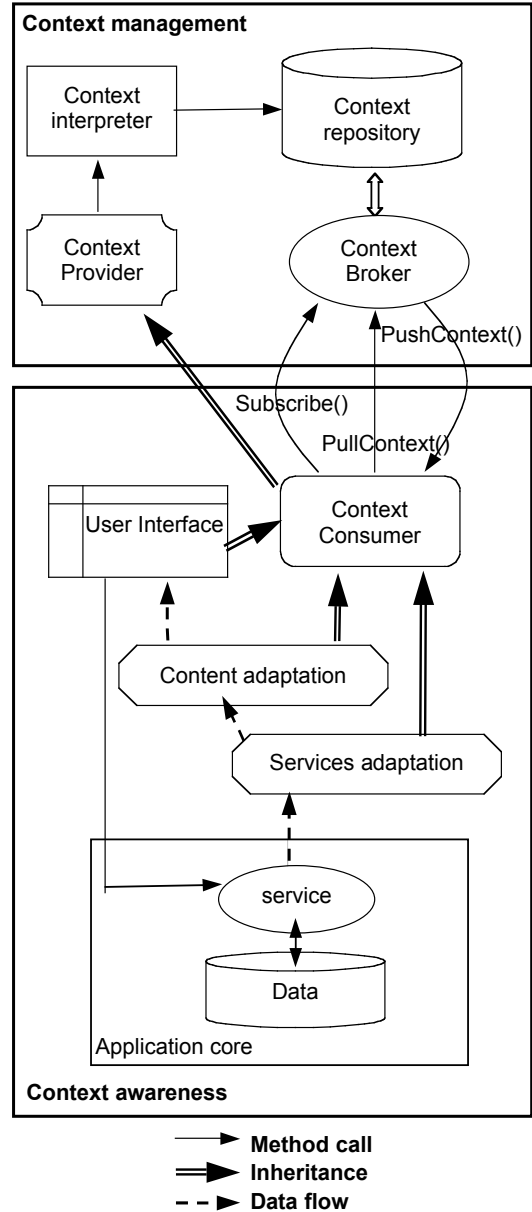 Context management
Context
interpreter
Context
repository
Context
Provider
Context
Broker
PushContext()
Subscribe()
PullContext()
User Interface
Context
Consumer
Content adaptation
Services adaptation
service
Data
Application core
Context awareness
Method call
Inheritance
Data flow